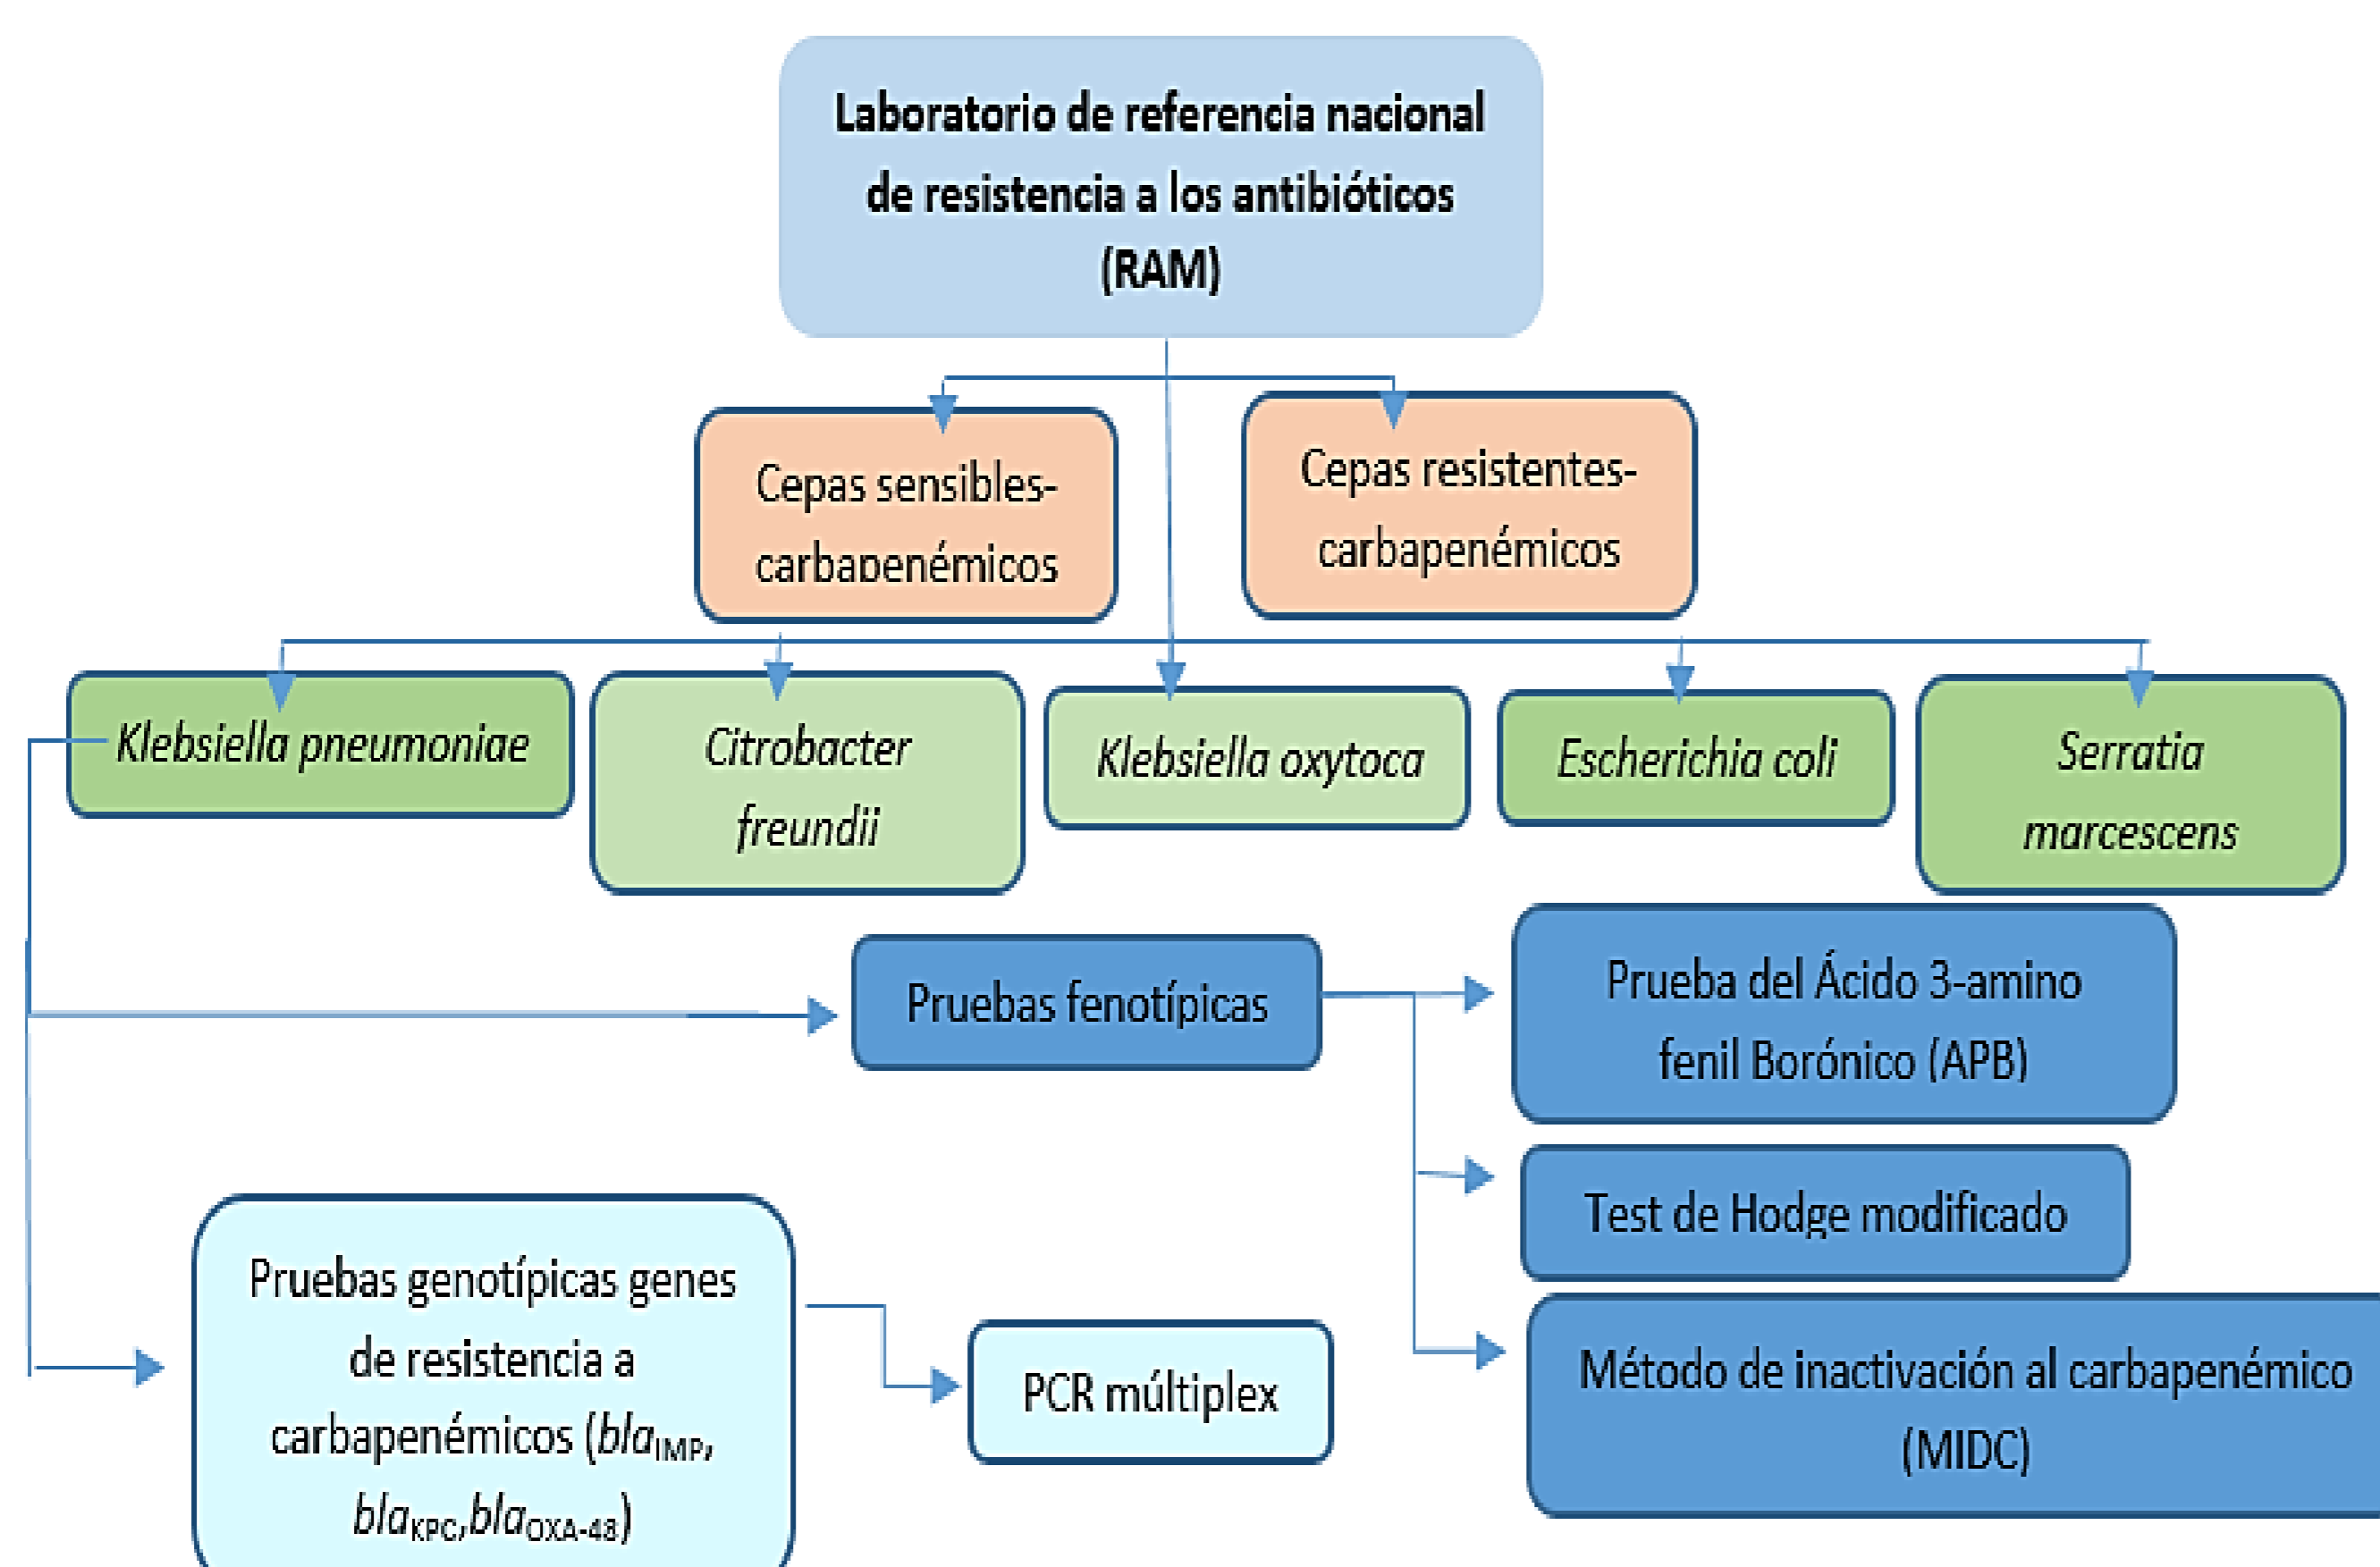 Laboratorio de referencia nacional
de resistencia a los antibióticos
(RAM)
Cepas sensibles-
carbapenémicos
Cepas resistentes-
carbapenémicos
Klebsiella pneumoniae
Citrobacter
freundii
Klebsiella oxytoca
Escherichia coli
Serratia
marcescens
Pruebas fenotípicas
Prueba del Ácido 3-amino
fenil Borónico (APB)
Test de Hodge modificado
Método de inactivación al carbapenémico
(MIDC)
Pruebas genotípicas genes
de resistencia a
carbapenémicos (blaIMP,
blaKPC,blaOXA-48)
PCR múltiplex